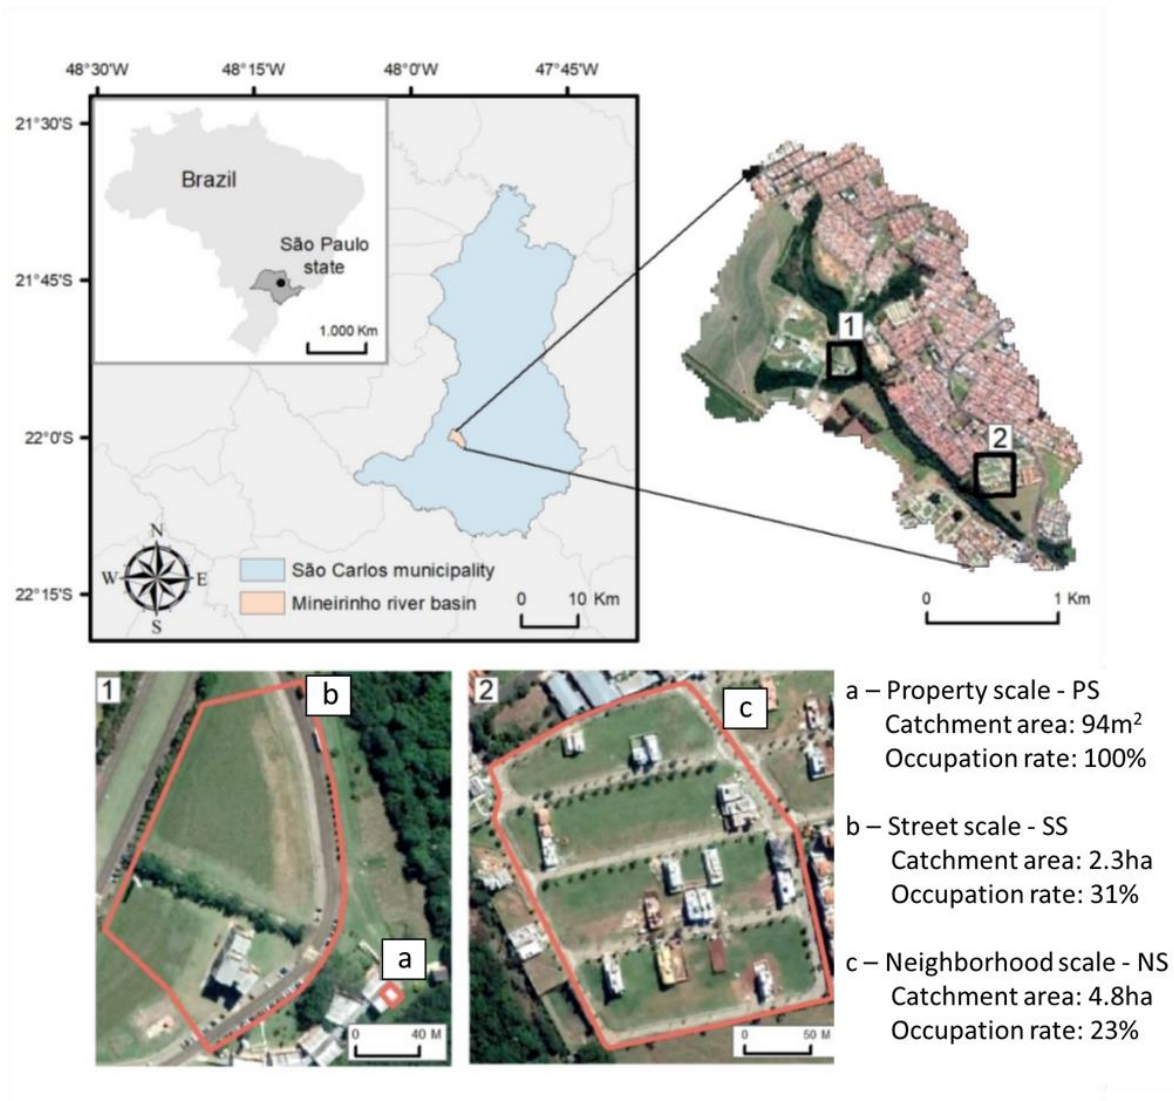 48°30'W
48°15'W
48°0'W
47°45'W
21°30'S
21°45'S
22°0'S
22°15'S
Brazil
São Paulo
state
1.000 Km
N
W
E
S
São Carlos municipality
Mineirinho river basin
0 10 Km
1
2
0 1 Km
1
b
a
0 40 M
2
c
0 50 M
a – Property scale - PS
Catchment area: 94m²
Occupation rate: 100%
b – Street scale - SS
Catchment area: 2.3ha
Occupation rate: 31%
c – Neighborhood scale - NS
Catchment area: 4.8ha
Occupation rate: 23%